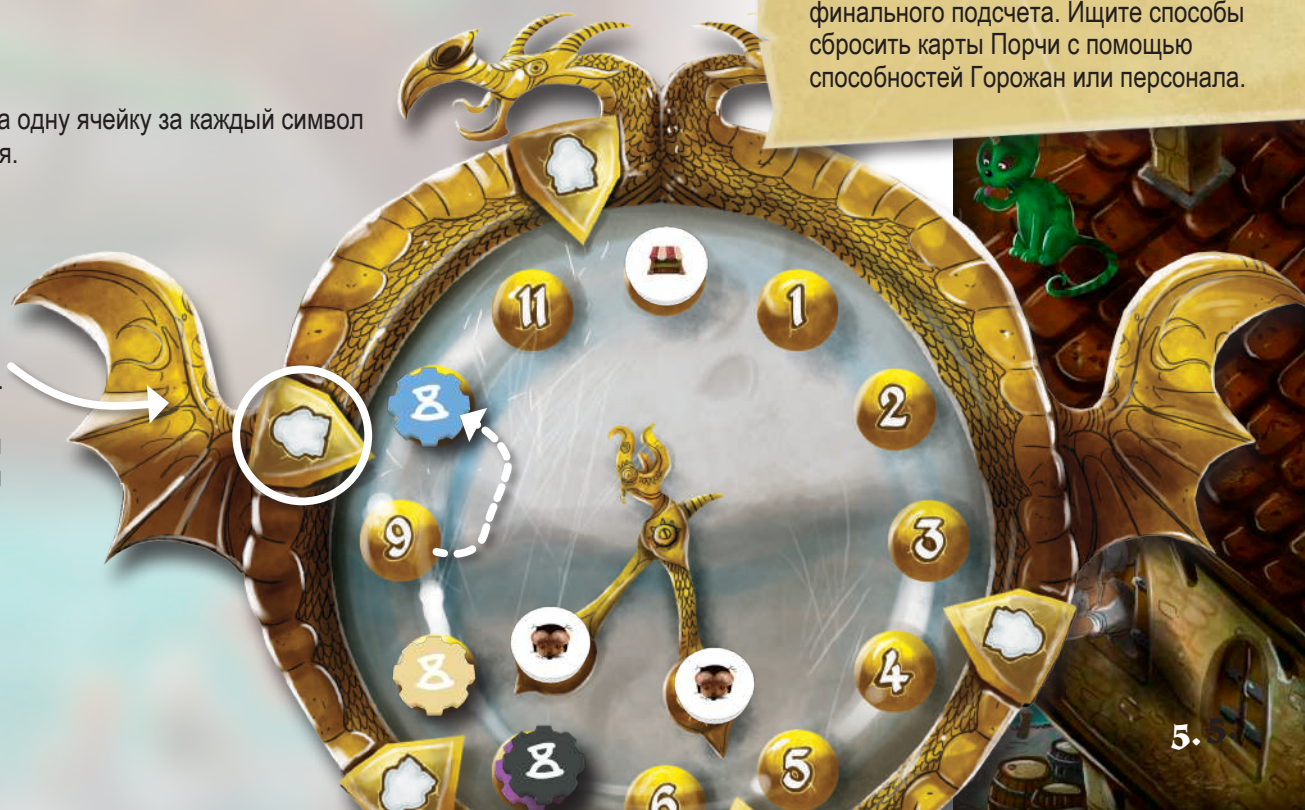 финального подсчета. Ищите способы
сбросить карты Порчи с помощью
способностей Горожан или персонала.
а одну ячейку за каждый символ
я.
11
1
2
3
4
5
6
9
8
8
8
5.